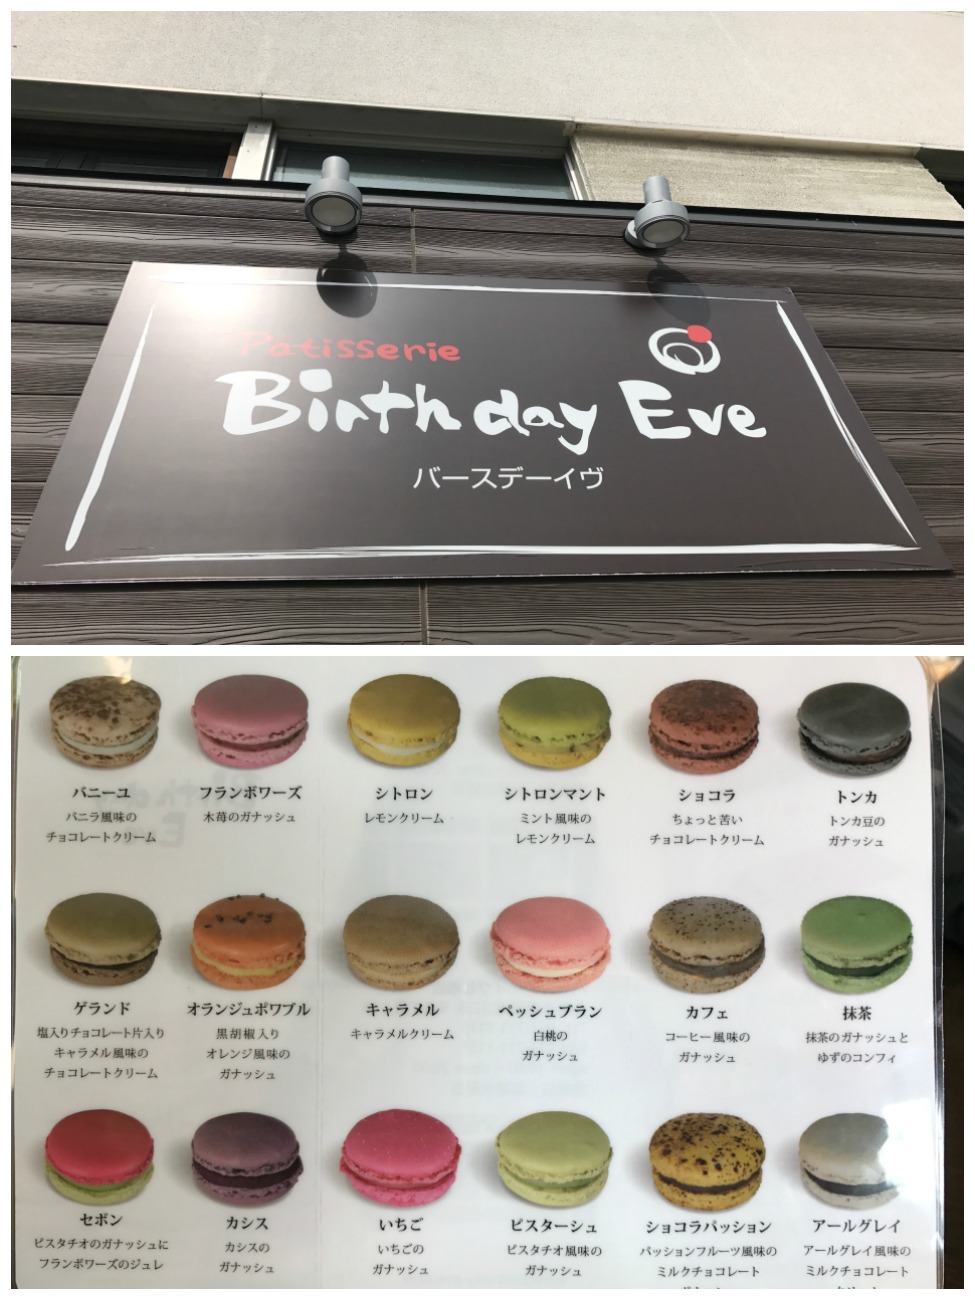 Patisserie
Birthday Eve
バースデーイヴ
バニーユ
バニラ風味の
チョコレートクリーム
フランボワーズ
木苺のガナッシュ
シトロン
レモンクリーム
シトロンマント
ミント風味の
レモンクリーム
ショコラ
ちょっと苦い
チョコレートクリーム
トンカ
トンカ豆の
ガナッシュ
ゲランド
塩入りチョコレート片入り
キャラメル風味の
チョコレートクリーム
オランジュポワブル
黒胡椒入り
オレンジ風味の
ガナッシュ
キャラメル
キャラメルクリーム
ペッシュブラン
白桃の
ガナッシュ
カフェ
コーヒー風味の
ガナッシュ
抹茶
抹茶のガナッシュと
ゆずのコンフィ
セボン
ピスタチオのガナッシュに
フランボワーズのジュレ
カシス
カシスの
ガナッシュ
いちご
いちごの
ガナッシュ
ピスターシュ
ピスタチオ風味の
ガナッシュ
ショコラパッション
パッションフルーツ風味の
ミルクチョコレート
アールグレイ
アールグレイ風味の
ミルクチョコレート